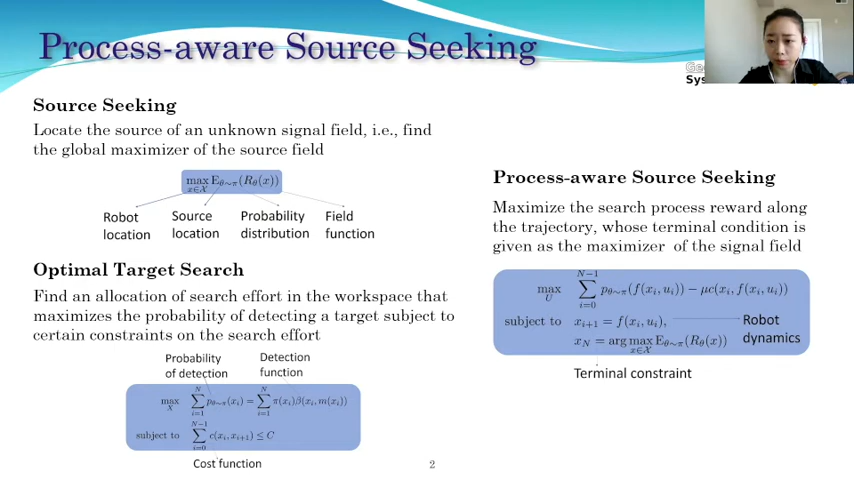 Process-aware Source Seeking
Source Seeking
Locate the source of an unknown signal field, i.e., find
the global maximizer of the source field
max E_{θ∼π}(R_θ(x))
x∈𝒳
Robot location
Source location
Probability distribution
Field function
Optimal Target Search
Find an allocation of search effort in the workspace that
maximizes the probability of detecting a target subject to
certain constraints on the search effort
Probability of detection
Detection function
max_X ∑_{i=1}^{N} p_{θ∼π}(x_i) = ∑_{i=1}^{N} π(x_i)β(x_i, m(x_i))
subject to ∑_{i=0}^{N−1} c(x_i, x_{i+1}) ≤ C
Cost function
Process-aware Source Seeking
Maximize the search process reward along
the trajectory, whose terminal condition is
given as the maximizer of the signal field
max_U ∑_{i=0}^{N−1} p_{θ∼π}(f(x_i, u_i)) − μc(x_i, f(x_i, u_i))
subject to x_{i+1} = f(x_i, u_i),
x_N = arg max_{x∈𝒳} E_{θ∼π}(R_θ(x))
Robot dynamics
Terminal constraint
2